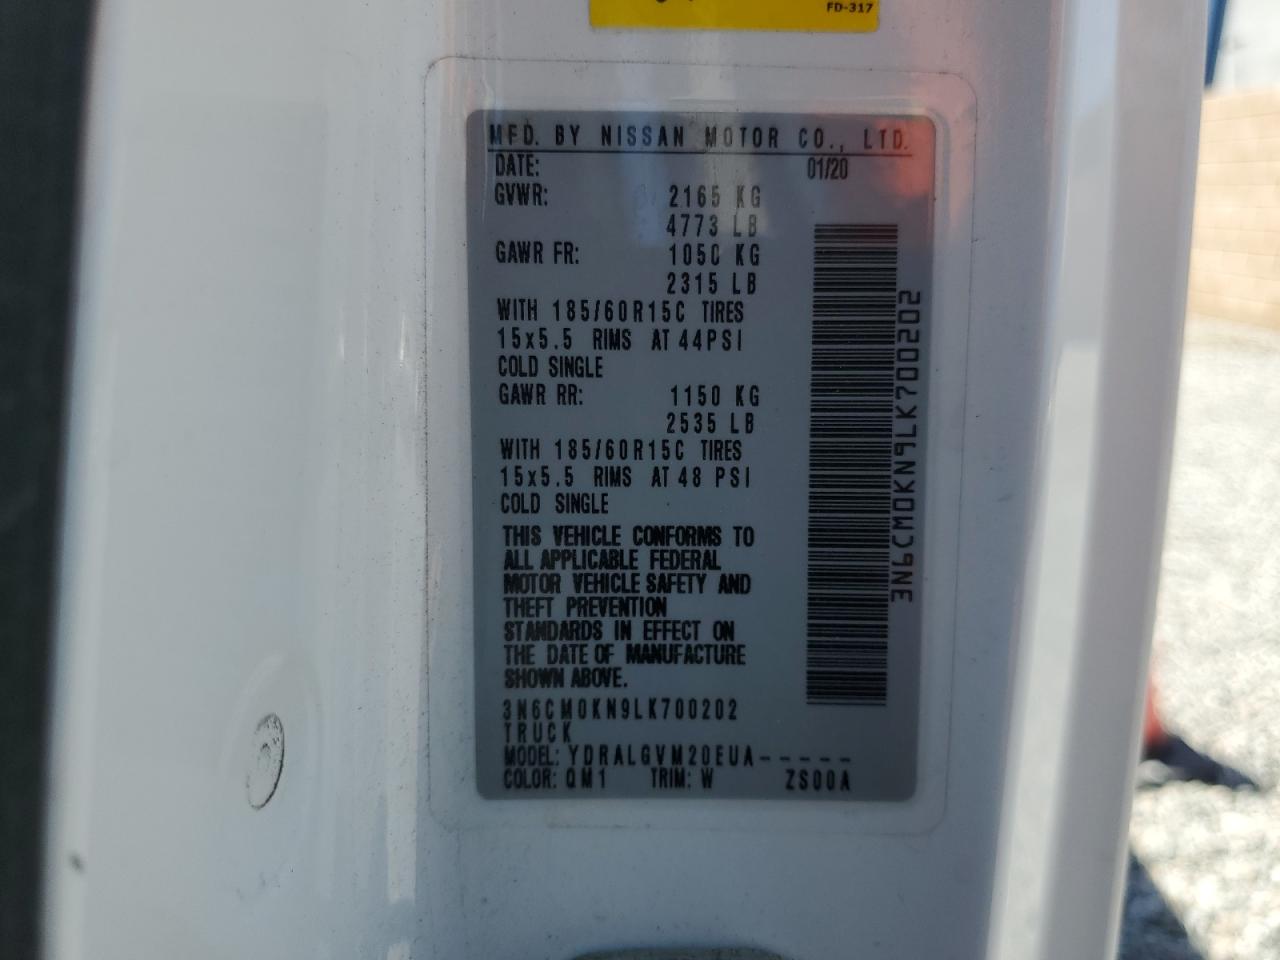 FD-317
MFD. BY NISSAN MOTOR CO., LTD.
DATE: 01/20
GVWR: 2165 KG
4773 LB
GAWR FR: 1050 KG
2315 LB
WITH 185/60R15C TIRES
15x5.5 RIMS AT 44PSI
COLD SINGLE
GAWR RR: 1150 KG
2535 LB
WITH 185/60R15C TIRES
15x5.5 RIMS AT 48 PSI
COLD SINGLE
THIS VEHICLE CONFORMS TO
ALL APPLICABLE FEDERAL
MOTOR VEHICLE SAFETY AND
THEFT PREVENTION
STANDARDS IN EFFECT ON
THE DATE OF MANUFACTURE
SHOWN ABOVE.
3N6CM0KN9LK700202
TRUCK
MODEL: YDRALGVM20EUA-----
COLOR: QM1 TRIM: W ZS00A
3N6CM0KN9LK700202